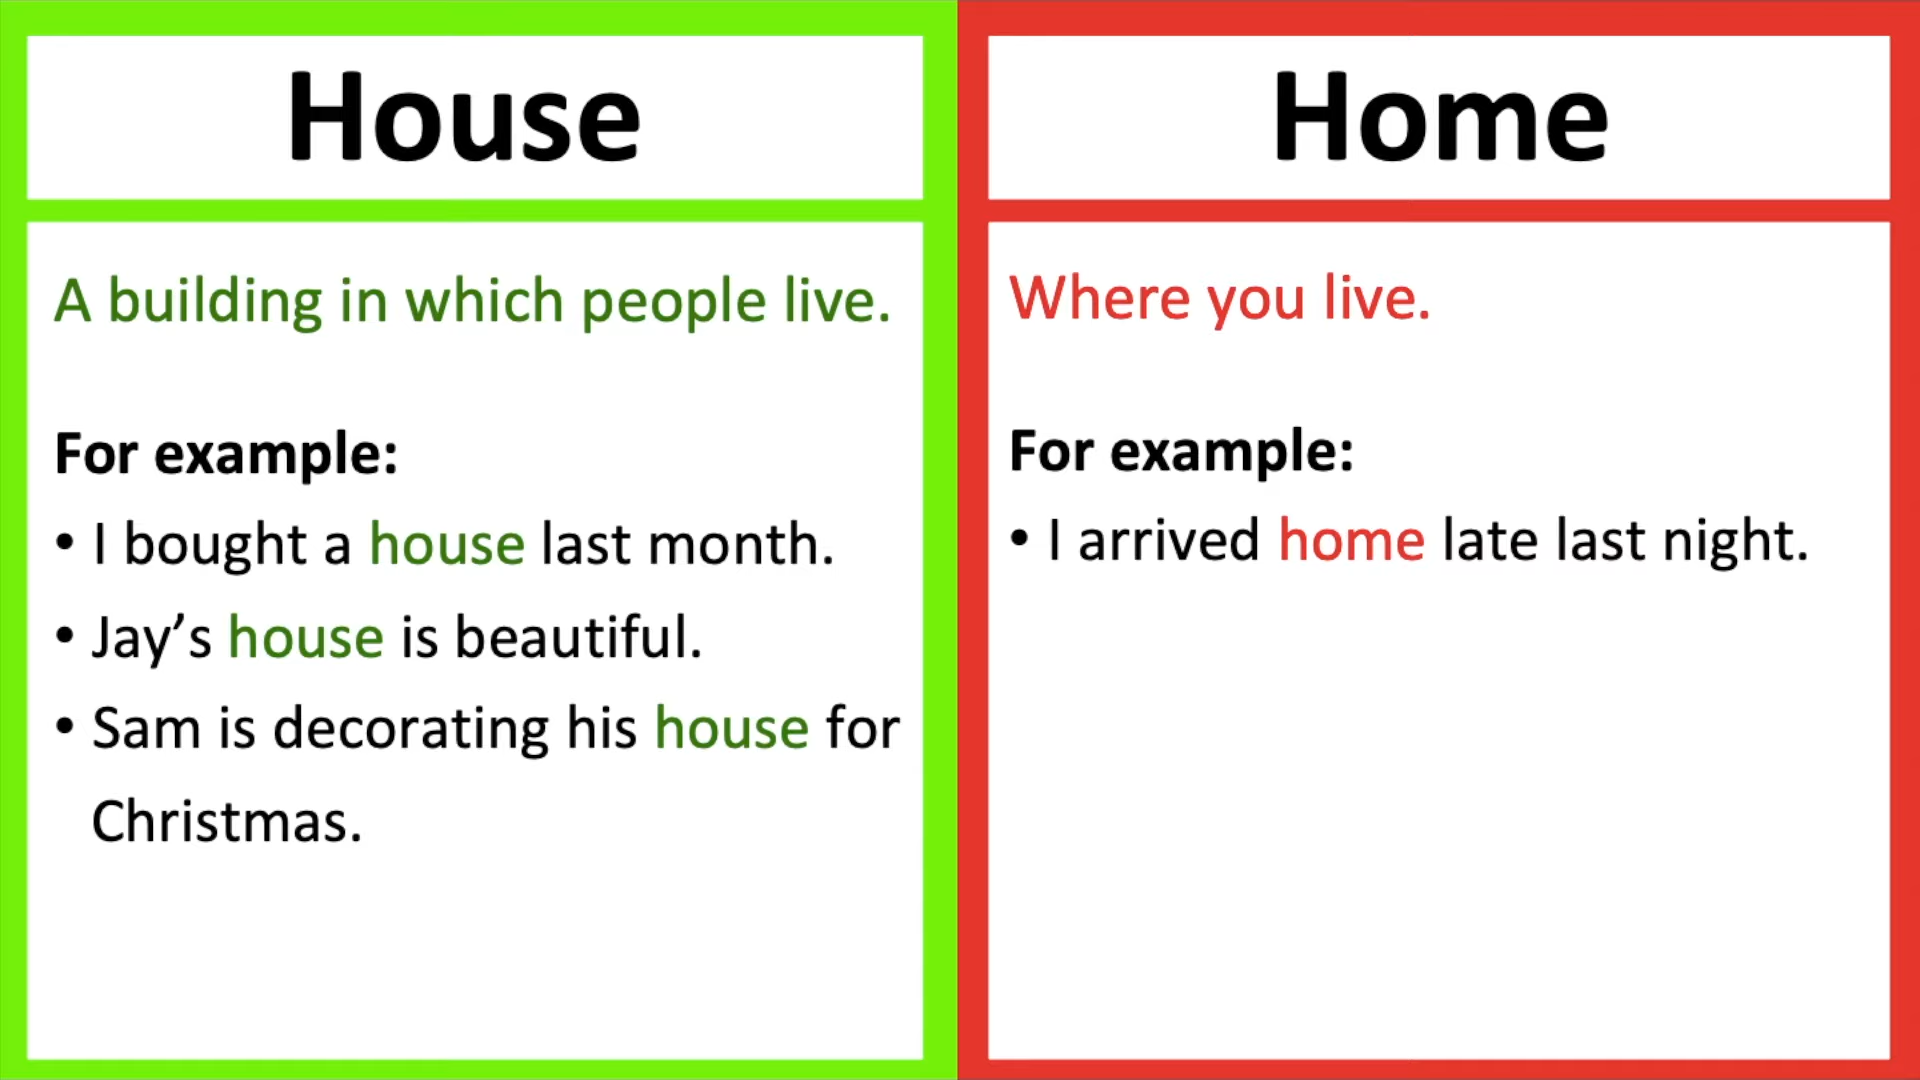 House
A building in which people live.
For example:
• I bought a house last month.
• Jay’s house is beautiful.
• Sam is decorating his house for
Christmas.
Home
Where you live.
For example:
• I arrived home late last night.